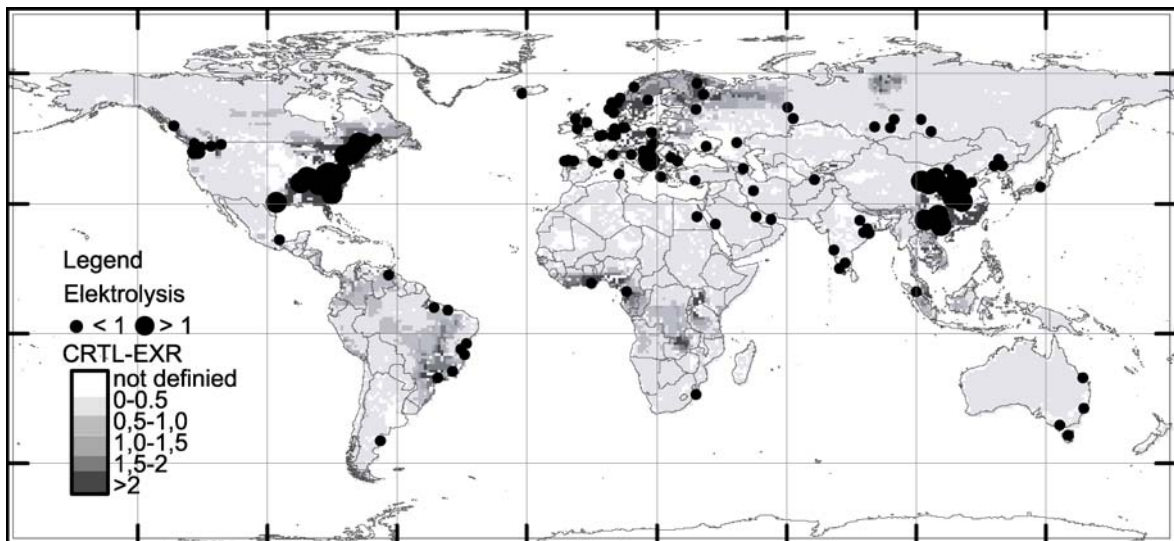 Legend
Elektrolysis
< 1 > 1
CRTL-EXR
not definied
0-0.5
0,5-1,0
1,0-1,5
1,5-2
>2